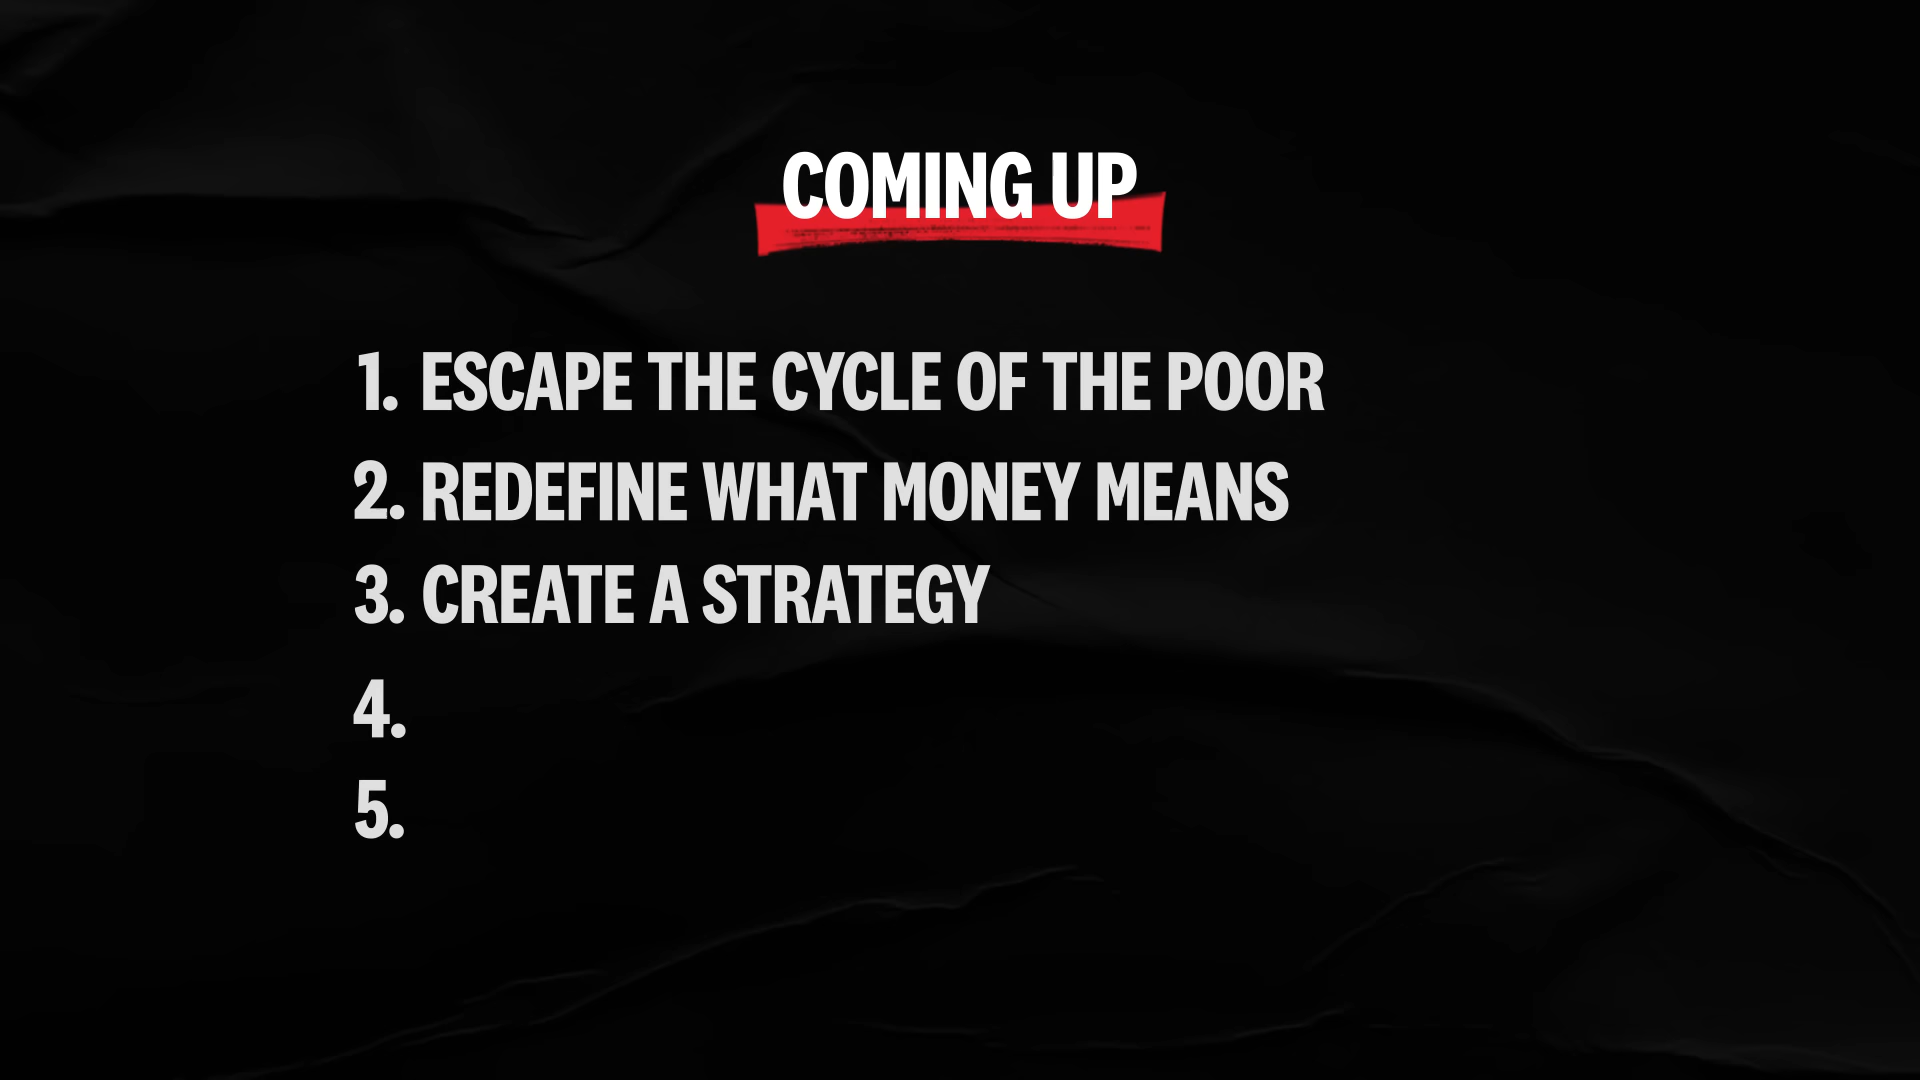 COMING UP
1. ESCAPE THE CYCLE OF THE POOR
2. REDEFINE WHAT MONEY MEANS
3. CREATE A STRATEGY
4.
5.